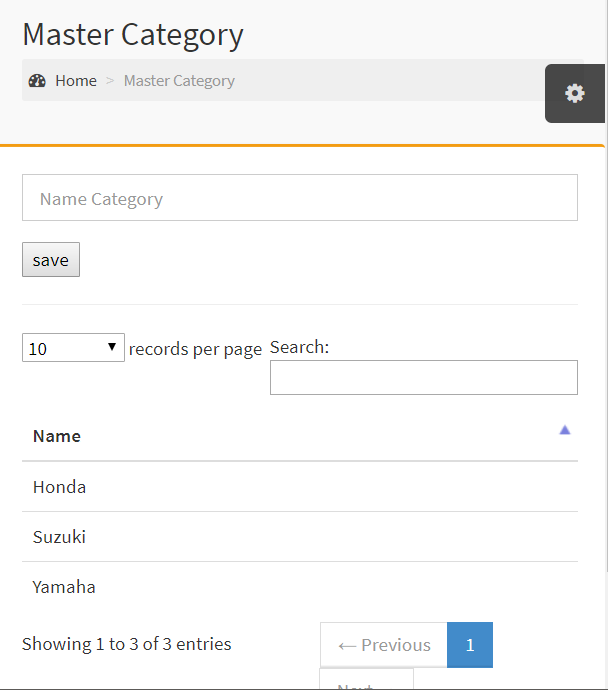 Master Category
Home > Master Category
Name Category
save
10 records per page Search:
Name
Honda
Suzuki
Yamaha
Showing 1 to 3 of 3 entries ← Previous 1
Next